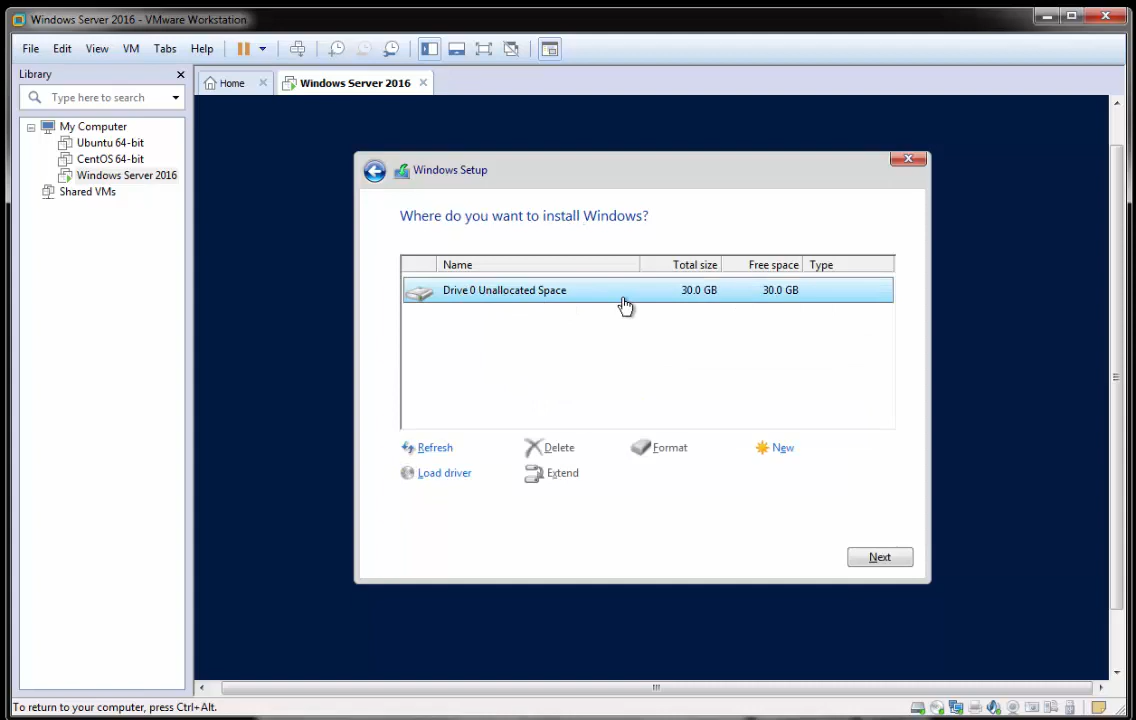 Windows Server 2016 - VMware Workstation
File Edit View VM Tabs Help
Library
Type here to search
My Computer
Ubuntu 64-bit
CentOS 64-bit
Windows Server 2016
Shared VMs
Home
Windows Server 2016
Windows Setup
Where do you want to install Windows?
Name Total size Free space Type
Drive 0 Unallocated Space 30.0 GB 30.0 GB
Refresh Delete Format New
Load driver Extend
Next
To return to your computer, press Ctrl+Alt.